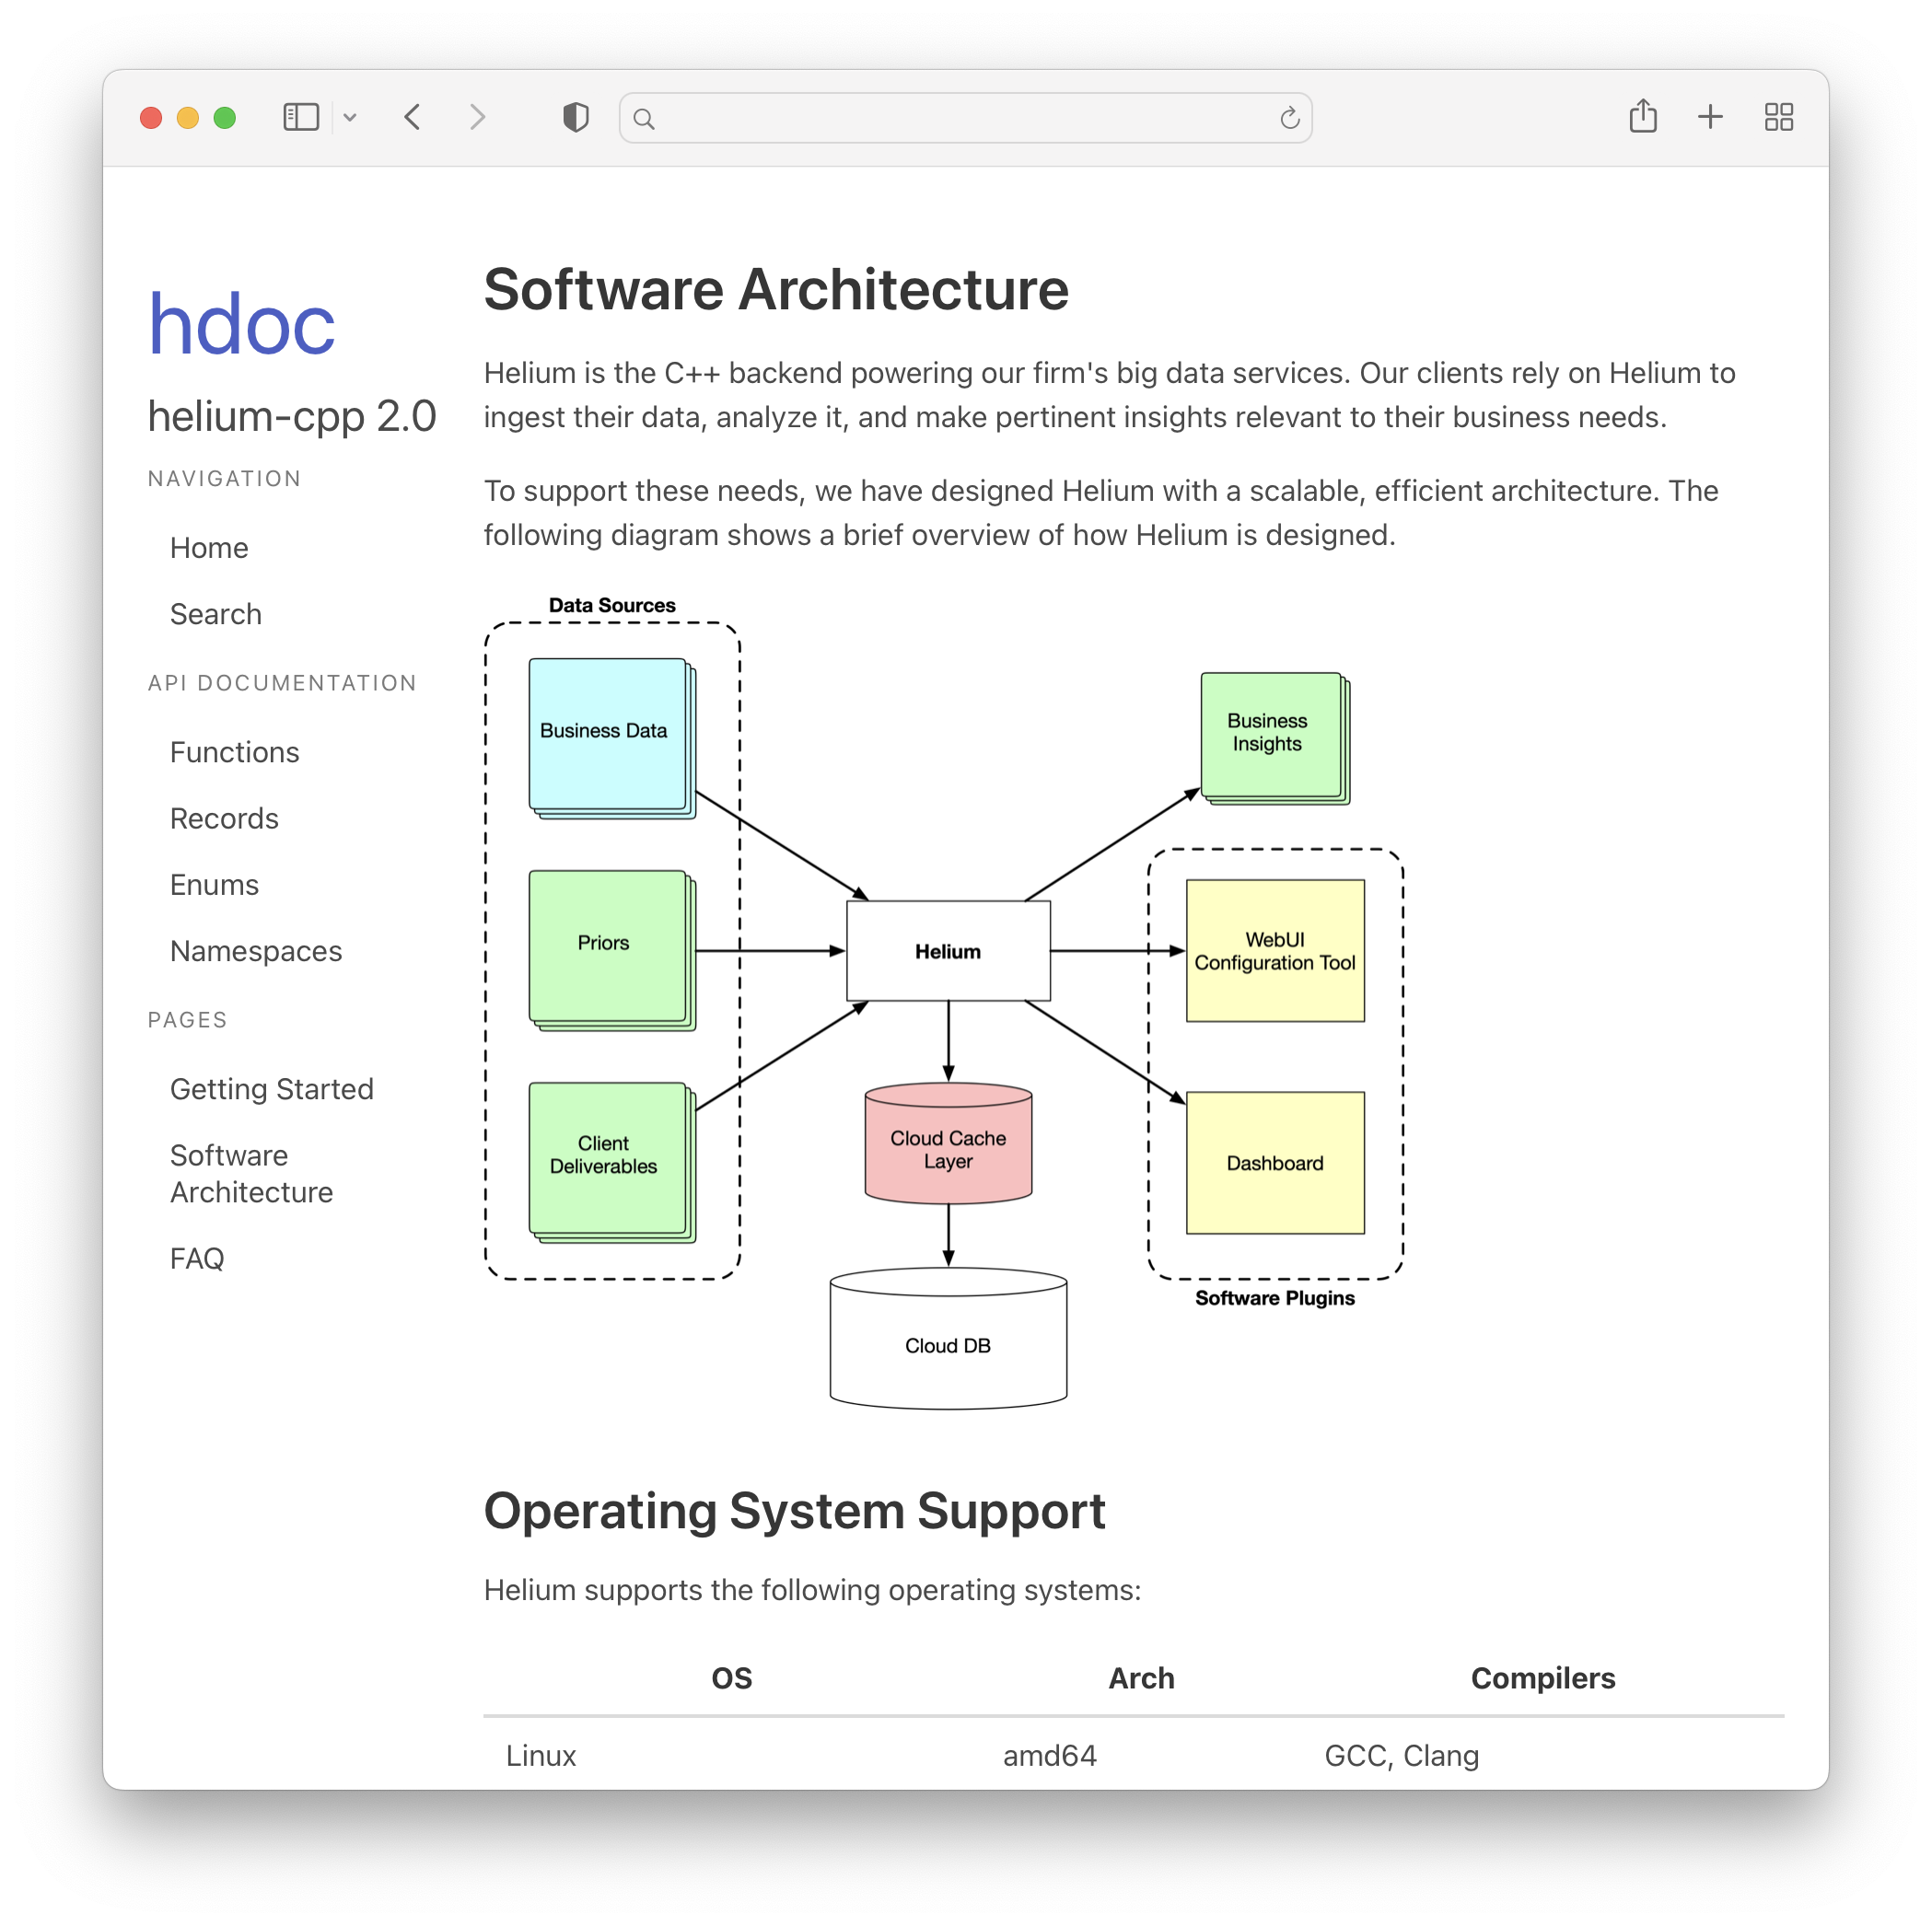 hdoc
helium-cpp 2.0
NAVIGATION
Home
Search
API DOCUMENTATION
Functions
Records
Enums
Namespaces
PAGES
Getting Started
Software
Architecture
FAQ
Software Architecture
Helium is the C++ backend powering our firm's big data services. Our clients rely on Helium to
ingest their data, analyze it, and make pertinent insights relevant to their business needs.
To support these needs, we have designed Helium with a scalable, efficient architecture. The
following diagram shows a brief overview of how Helium is designed.
Data Sources
Business Data
Priors
Client
Deliverables
Helium
Cloud Cache
Layer
Cloud DB
Business
Insights
WebUI
Configuration Tool
Dashboard
Software Plugins
Operating System Support
Helium supports the following operating systems:
OS Arch Compilers
Linux amd64 GCC, Clang